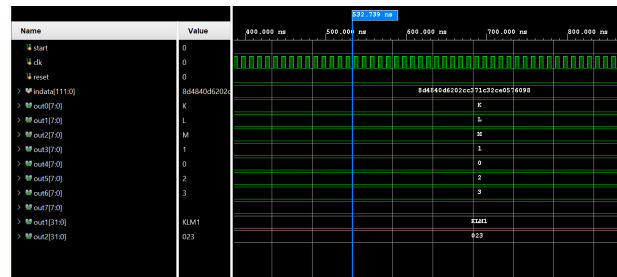 532.739 ns
Name Value
400.000 ns 500.000 ns 600.000 ns 700.000 ns 800.000 ns
start 0
clk 0
reset 0
indata[111:0] 8d4840d6202c 8d4840d6202cc371c32ce0576098
out0[7:0] K K
out1[7:0] L L
out2[7:0] M M
out3[7:0] 1 1
out4[7:0] 0 0
out5[7:0] 2 2
out6[7:0] 3 3
out7[7:0]
out1[31:0] KLM1 KLM1
out2[31:0] 023 023